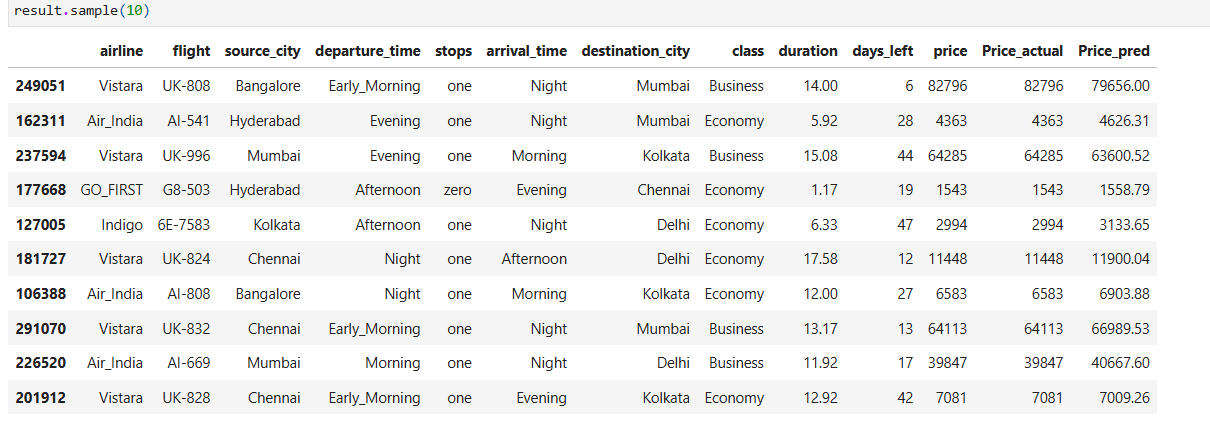 result.sample(10)
airline flight source_city departure_time stops arrival_time destination_city class duration days_left price Price_actual Price_pred
249051 Vistara UK-808 Bangalore Early_Morning one Night Mumbai Business 14.00 6 82796 82796 79656.00
162311 Air_India AI-541 Hyderabad Evening one Night Mumbai Economy 5.92 28 4363 4363 4626.31
237594 Vistara UK-996 Mumbai Evening one Morning Kolkata Business 15.08 44 64285 64285 63600.52
177668 GO_FIRST G8-503 Hyderabad Afternoon zero Evening Chennai Economy 1.17 19 1543 1543 1558.79
127005 Indigo 6E-7583 Kolkata Afternoon one Night Delhi Economy 6.33 47 2994 2994 3133.65
181727 Vistara UK-824 Chennai Night one Afternoon Delhi Economy 17.58 12 11448 11448 11900.04
106388 Air_India AI-808 Bangalore Night one Morning Kolkata Economy 12.00 27 6583 6583 6903.88
291070 Vistara UK-832 Chennai Early_Morning one Night Mumbai Business 13.17 13 64113 64113 66989.53
226520 Air_India AI-669 Mumbai Morning one Night Delhi Business 11.92 17 39847 39847 40667.60
201912 Vistara UK-828 Chennai Early_Morning one Evening Kolkata Economy 12.92 42 7081 7081 7009.26